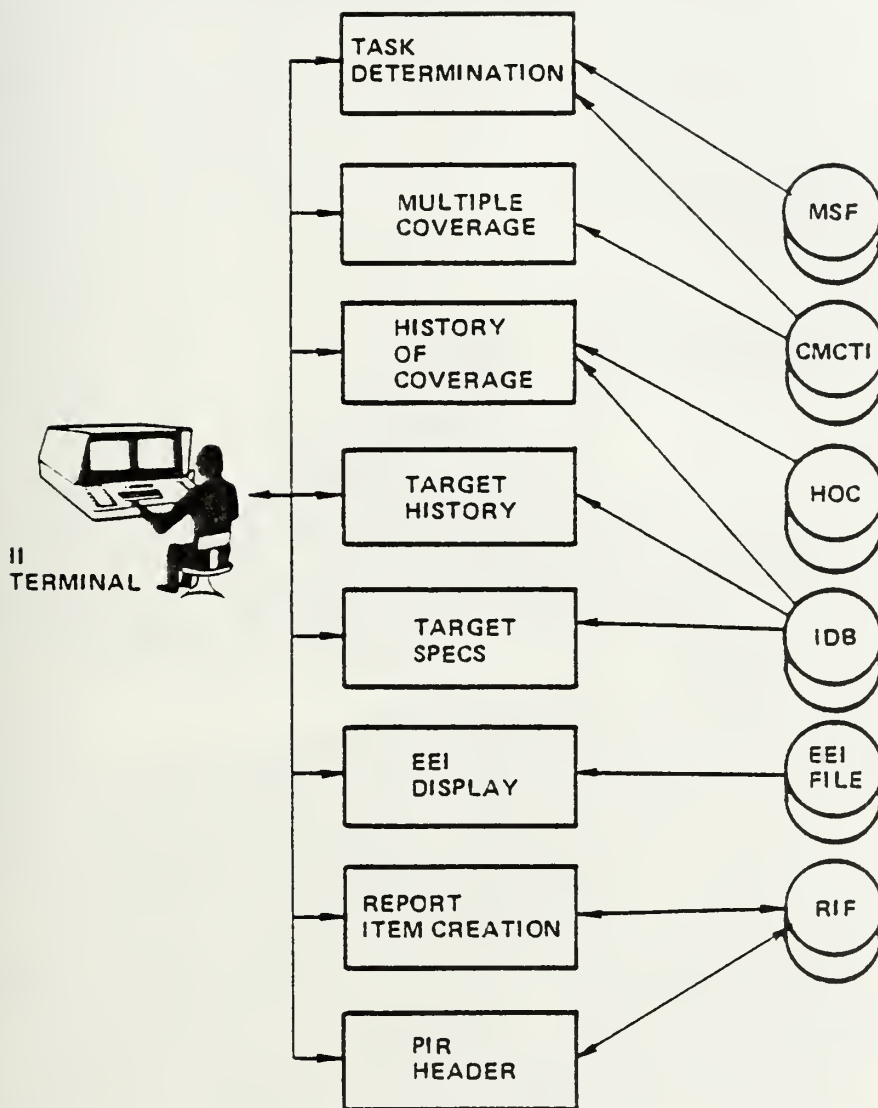 TASK
DETERMINATION
MULTIPLE
COVERAGE
MSF
HISTORY
OF
COVERAGE
CMCTI
TARGET
HISTORY
HOC
II
TERMINAL
TARGET
SPECS
IDB
EEI
DISPLAY
EEI
FILE
REPORT
ITEM CREATION
RIF
PIR
HEADER